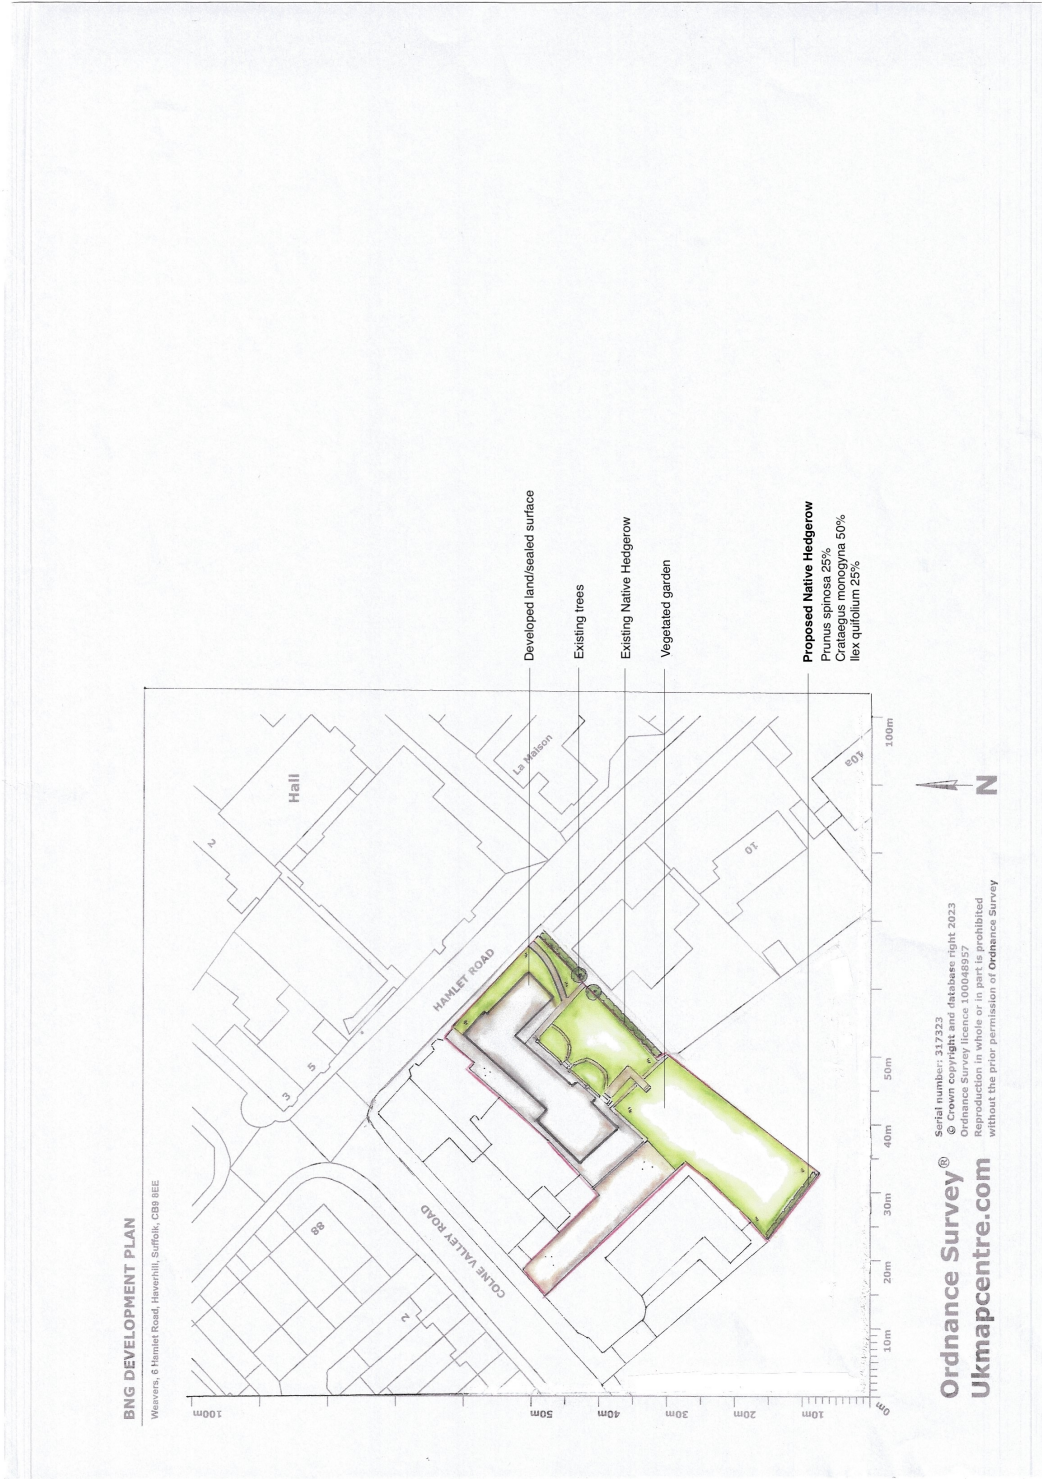 BNG DEVELOPMENT PLAN
Weavers, 6 Hamlet Road, Haverhill, Suffolk, CB9 8EE
100m
50m
40m
30m
20m
10m
0m
10m
20m
30m
40m
50m
100m
2
Hall
La Maison
3
5
HAMLET ROAD
88
2
COLNE VALLEY ROAD
10
10a
Developed land/sealed surface
Existing trees
Existing Native Hedgerow
Vegetated garden
Proposed Native Hedgerow
Prunus spinosa 25%
Crataegus monogyna 50%
Ilex quifolium 25%
Ordnance Survey®
Ukmapcentre.com
Serial number: 317323
© Crown copyright and database right 2023
Ordnance Survey licence 100048957
Reproduction in whole or in part is prohibited
without the prior permission of Ordnance Survey
N